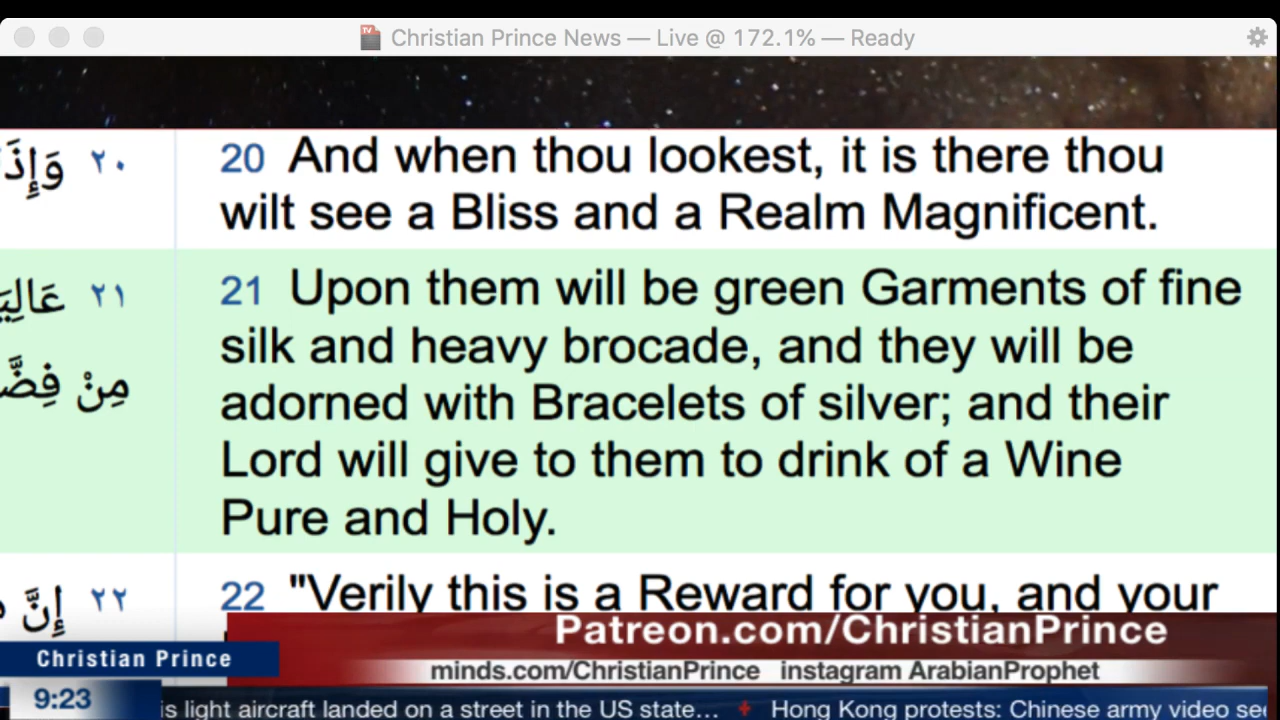 Christian Prince News — Live @ 172.1% — Ready
٢٠
20 And when thou lookest, it is there thou
wilt see a Bliss and a Realm Magnificent.
٢١
21 Upon them will be green Garments of fine
silk and heavy brocade, and they will be
مِنْ
adorned with Bracelets of silver; and their
Lord will give to them to drink of a Wine
Pure and Holy.
٢٢ إِنَّ
22 "Verily this is a Reward for you, and your
Patreon.com/ChristianPrince
Christian Prince
minds.com/ChristianPrince instagram ArabianProphet
9:23
is light aircraft landed on a street in the US state... Hong Kong protests: Chinese army video